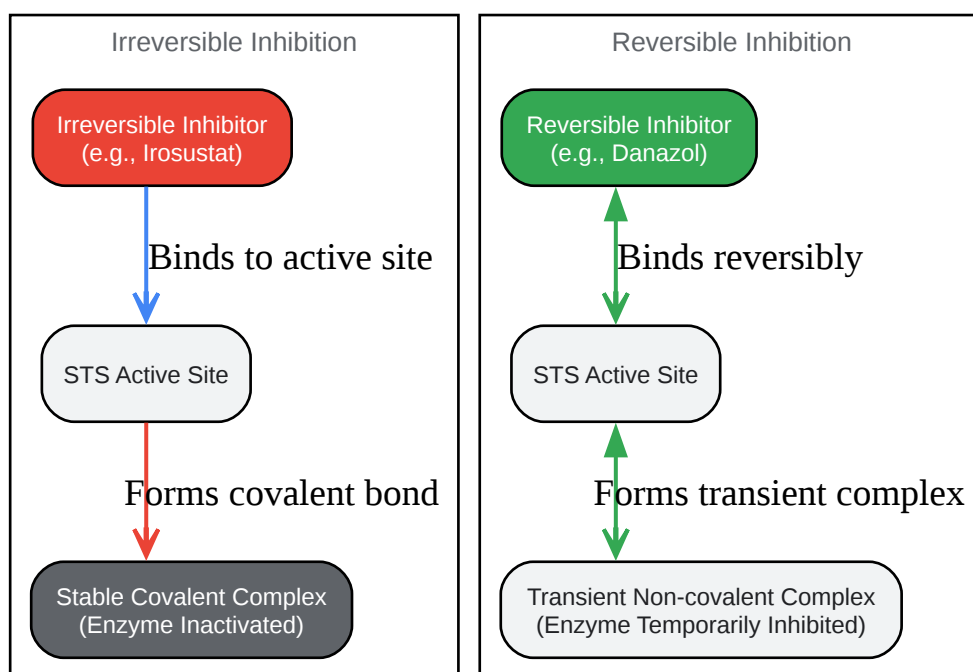 Irreversible Inhibition
Irreversible Inhibitor
(e.g., Irosustat)
Binds to active site
STS Active Site
Forms covalent bond
Stable Covalent Complex
(Enzyme Inactivated)
Reversible Inhibition
Reversible Inhibitor
(e.g., Danazol)
Binds reversibly
STS Active Site
Forms transient complex
Transient Non-covalent Complex
(Enzyme Temporarily Inhibited)